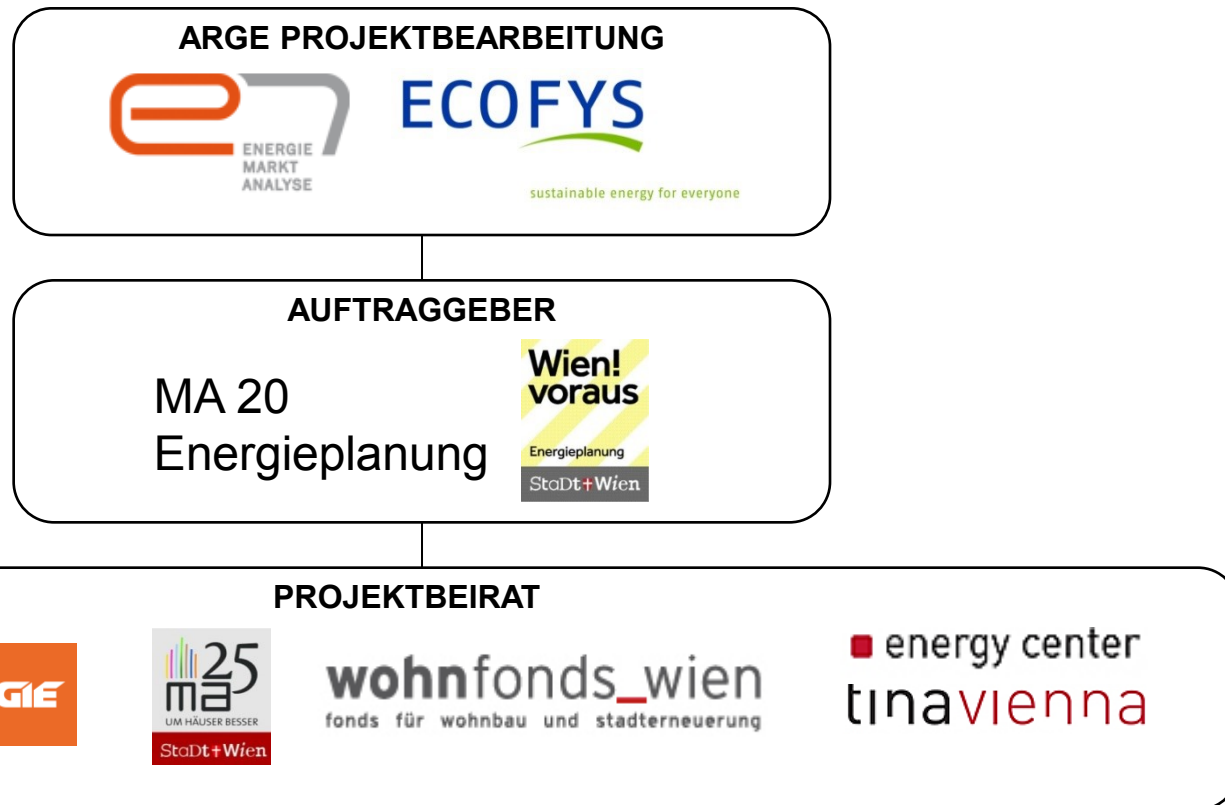 ARGE PROJEKTBEARBEITUNG
e7
ENERGIE
MARKT
ANALYSE
ECOFYS
sustainable energy for everyone
AUFTRAGGEBER
MA 20
Energieplanung
Wien!
voraus
Energieplanung
StaDt+Wien
PROJEKTBEIRAT
GIE
ma 25
UM HÄUSER BESSER
StaDt+Wien
wohnfonds_wien
fonds für wohnbau und stadterneuerung
energy center
tinavienna